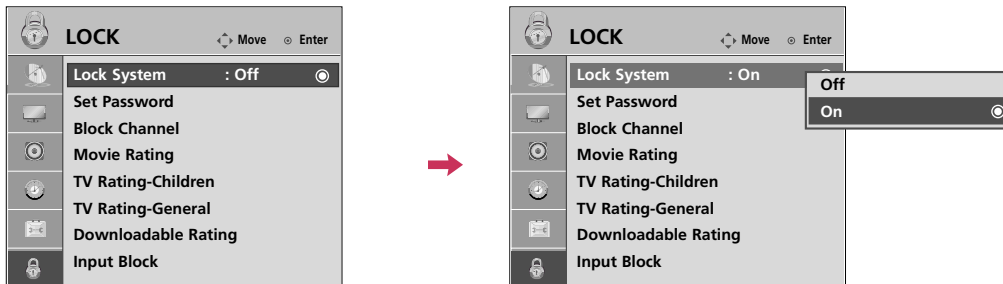 LOCK
Move Enter
Lock System : Off
Set Password
Block Channel
Movie Rating
TV Rating-Children
TV Rating-General
Downloadable Rating
Input Block
LOCK
Move Enter
Lock System : On
Set Password
Block Channel
Movie Rating
TV Rating-Children
TV Rating-General
Downloadable Rating
Input Block
Off
On